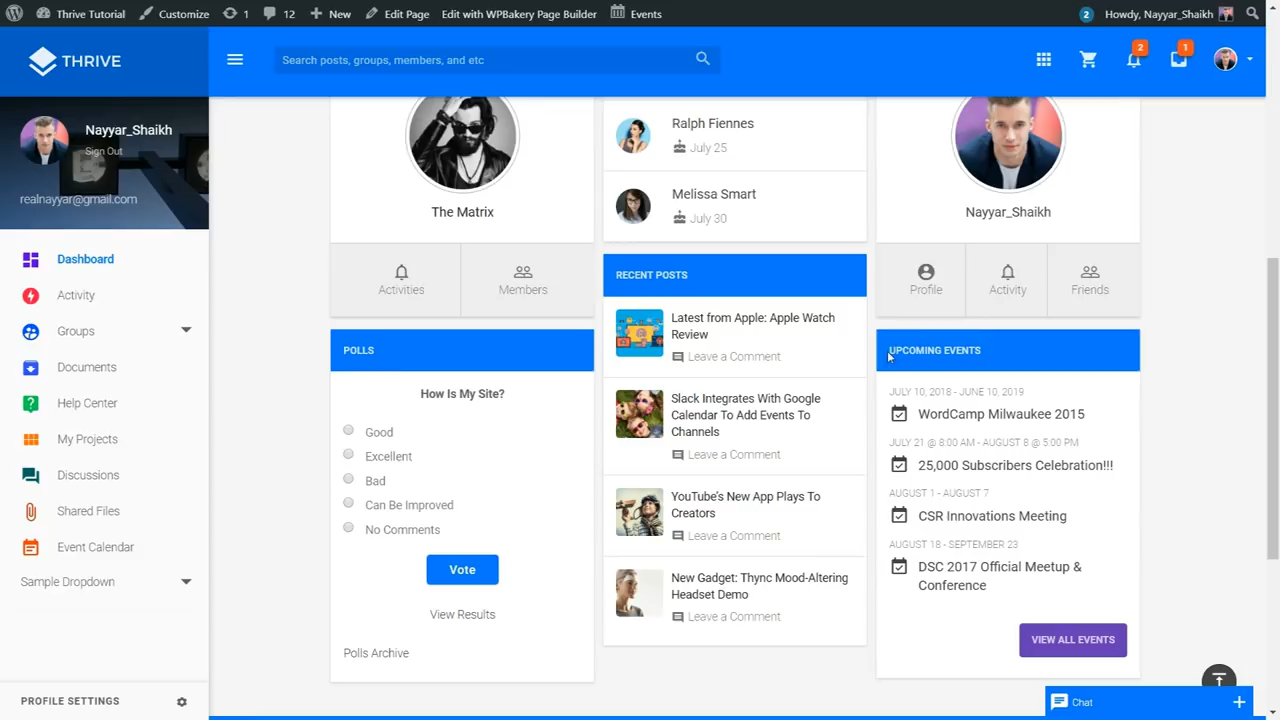 Thrive Tutorial Customize 1 12 New Edit Page Edit with WPBakery Page Builder Events 2 Howdy, Nayyar_Shaikh
THRIVE
Search posts, groups, members, and etc
2
1
Nayyar_Shaikh
Sign Out
realnayyar@gmail.com
Dashboard
Activity
Groups
Documents
Help Center
My Projects
Discussions
Shared Files
Event Calendar
Sample Dropdown
PROFILE SETTINGS
The Matrix
Activities Members
POLLS
How Is My Site?
Good
Excellent
Bad
Can Be Improved
No Comments
Vote
View Results
Polls Archive
Ralph Fiennes
July 25
Melissa Smart
July 30
RECENT POSTS
Latest from Apple: Apple Watch
Review
Leave a Comment
Slack Integrates With Google
Calendar To Add Events To
Channels
Leave a Comment
YouTube's New App Plays To
Creators
Leave a Comment
New Gadget: Thync Mood-Altering
Headset Demo
Leave a Comment
Nayyar_Shaikh
Profile Activity Friends
UPCOMING EVENTS
JULY 10, 2018 - JUNE 10, 2019
WordCamp Milwaukee 2015
JULY 21 @ 8:00 AM - AUGUST 8 @ 5:00 PM
25,000 Subscribers Celebration!!!
AUGUST 1 - AUGUST 7
CSR Innovations Meeting
AUGUST 18 - SEPTEMBER 23
DSC 2017 Official Meetup &
Conference
VIEW ALL EVENTS
Chat +